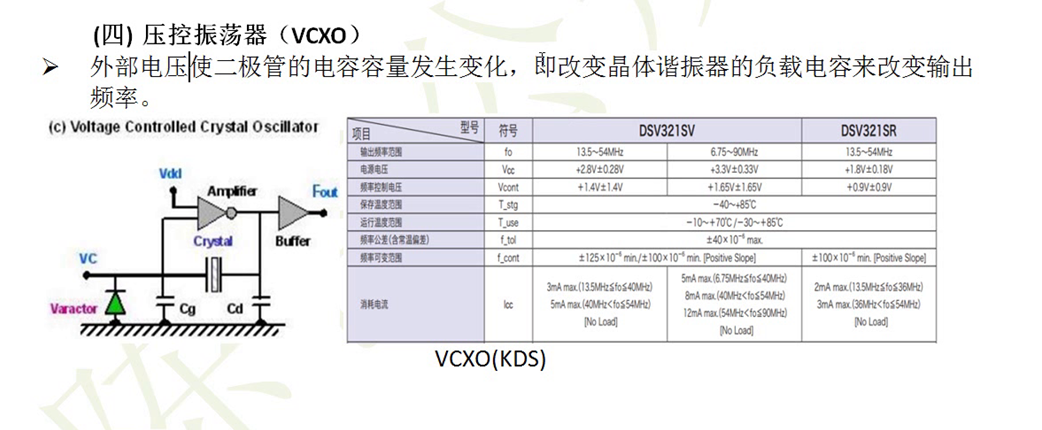 (四) 压控振荡器（VCXO）
➢ 外部电压使二极管的电容容量发生变化，即改变晶体谐振器的负载电容来改变输出
频率。
(c) Voltage Controlled Crystal Oscillator
Vdd
Amplifier
Fout
Crystal
Buffer
VC
Varactor
Cg
Cd
项目 型号 符号 DSV321SV DSV321SR
输出频率范围 fo 13.5~54MHz 6.75~90MHz 13.5~54MHz
电源电压 Vcc +2.8V±0.28V +3.3V±0.33V +1.8V±0.18V
频率控制电压 Vcont +1.4V±1.4V +1.65V±1.65V +0.9V±0.9V
保存温度范围 T_stg -40~+85℃
运行温度范围 T_use -10~+70℃/-30~+85℃
频率公差(含常温偏差) f_tol ±40×10⁻⁶ max.
频率可变范围 f_cont ±125×10⁻⁶ min./±100×10⁻⁶ min. [Positive Slope] ±100×10⁻⁶ min. [Positive Slope]
消耗电流 Icc
3mA max.(13.5MHz≦fo≦40MHz)
5mA max.(40MHz<fo≦54MHz)
[No Load]
5mA max.(6.75MHz≦fo≦40MHz)
8mA max.(40MHz<fo≦54MHz)
12mA max.(54MHz<fo≦90MHz)
[No Load]
2mA max.(13.5MHz≦fo≦36MHz)
3mA max.(36MHz<fo≦54MHz)
[No Load]
VCXO(KDS)